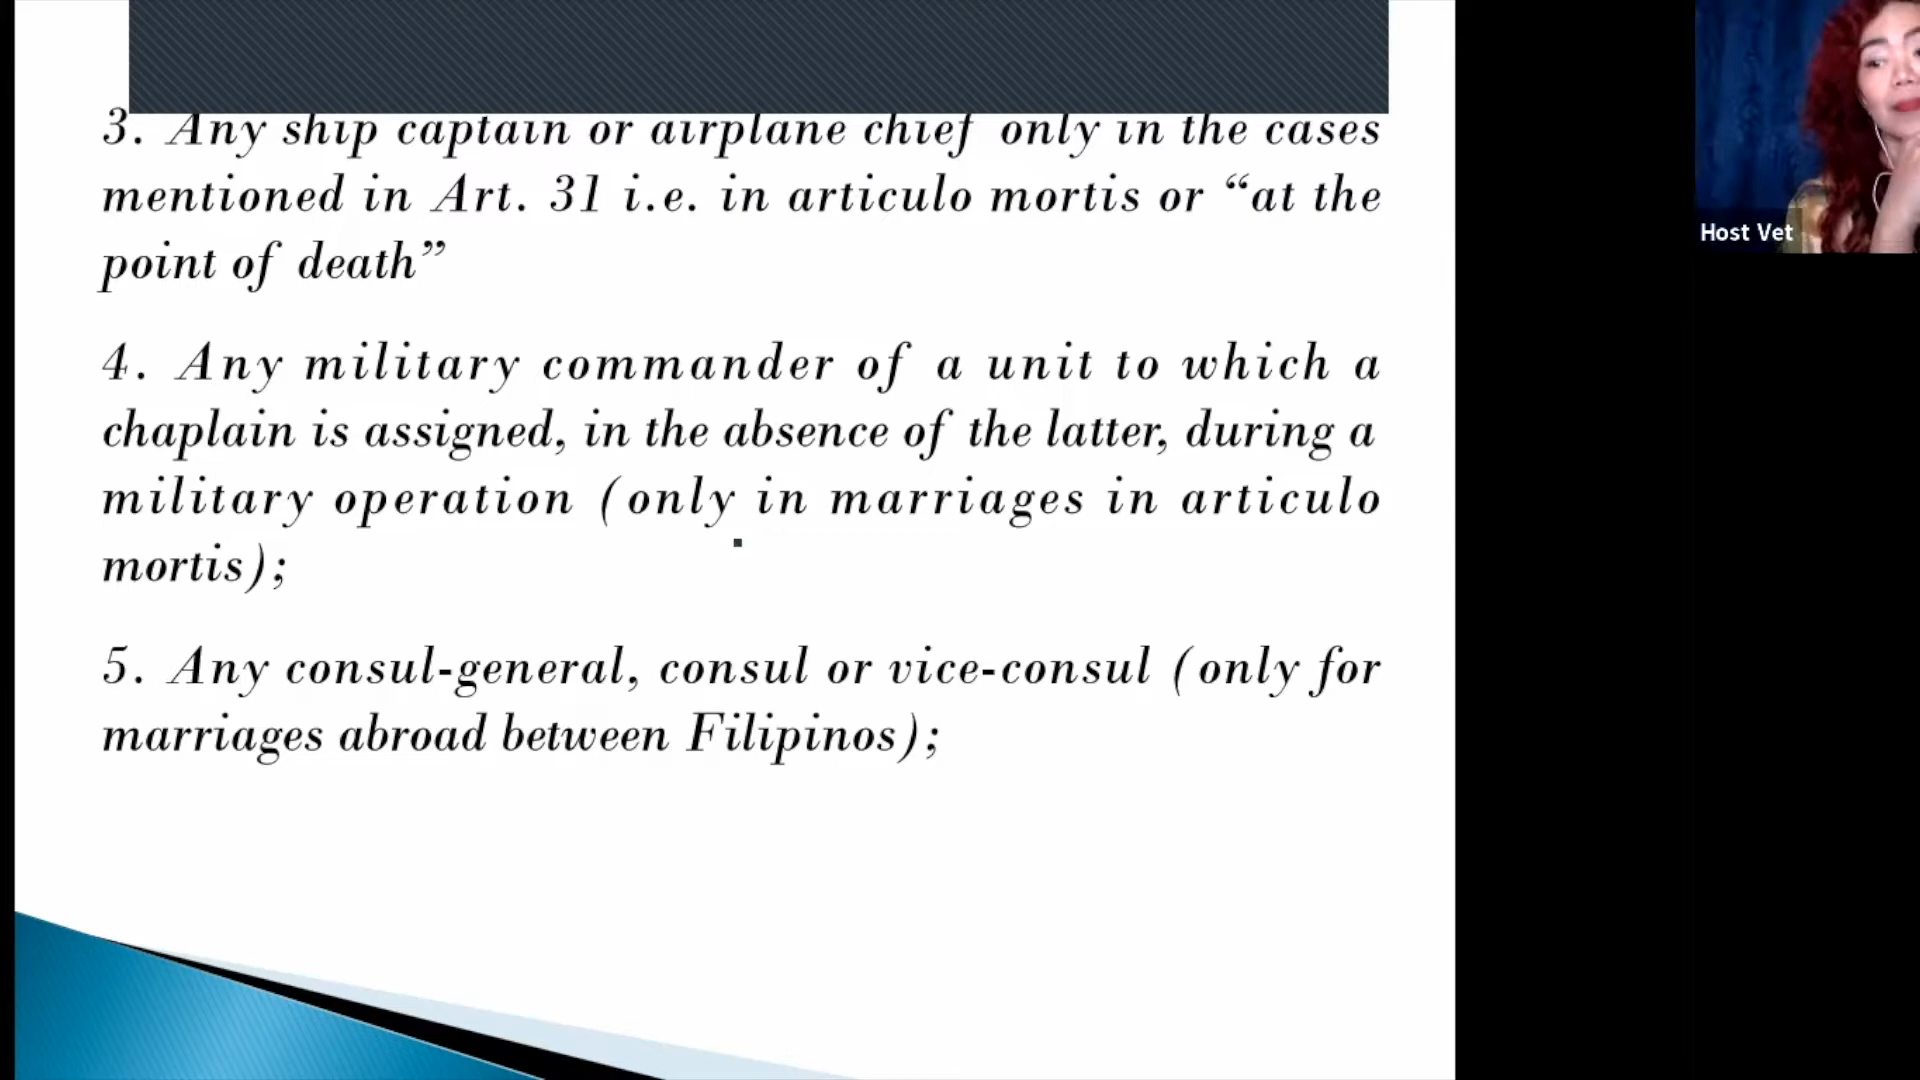 3. Any ship captain or airplane chief only in the cases
mentioned in Art. 31 i.e. in articulo mortis or “at the
point of death”
4. Any military commander of a unit to which a
chaplain is assigned, in the absence of the latter, during a
military operation (only in marriages in articulo
mortis);
5. Any consul-general, consul or vice-consul (only for
marriages abroad between Filipinos);
Host Vet